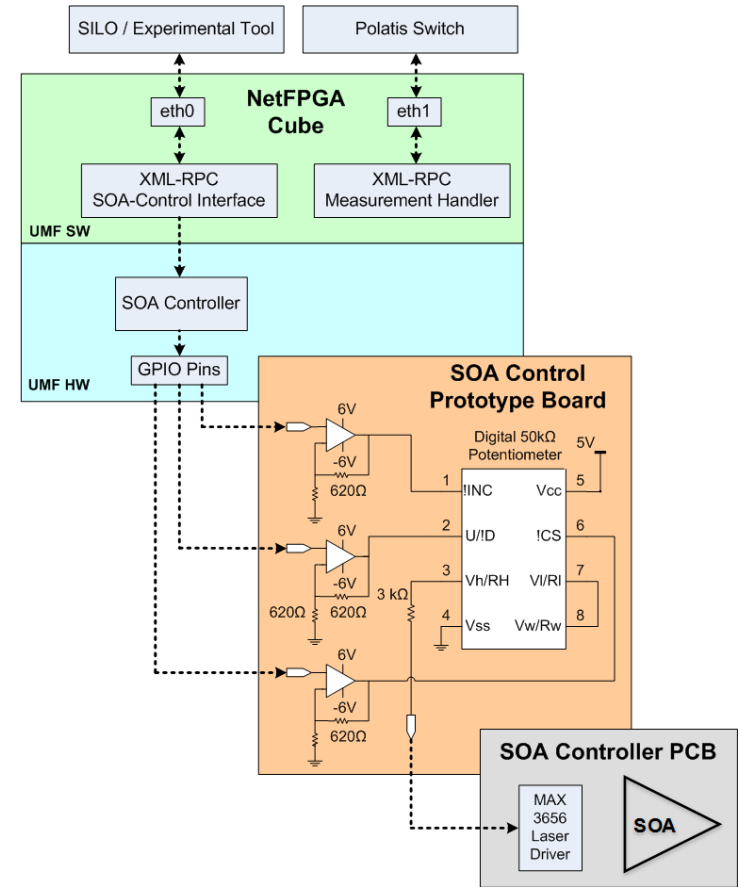 SILO / Experimental Tool
Polatis Switch
NetFPGA
Cube
eth0
eth1
XML-RPC
SOA-Control Interface
XML-RPC
Measurement Handler
UMF SW
SOA Controller
GPIO Pins
UMF HW
SOA Control
Prototype Board
6V
-6V
620Ω
Digital 50kΩ
Potentiometer
5V
1
!INC
Vcc
5
2
U/!D
!CS
6
3
Vh/RH
Vl/RI
7
4
Vss
Vw/Rw
8
6V
-6V
620Ω
620Ω
3 kΩ
6V
-6V
620Ω
SOA Controller PCB
MAX
3656
Laser
Driver
SOA